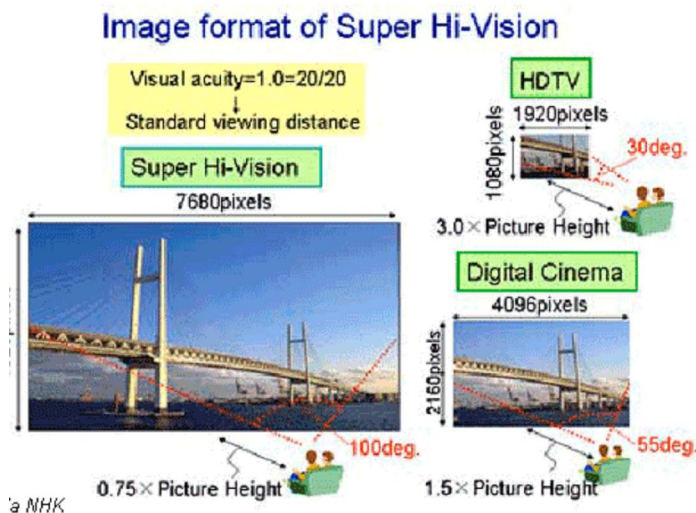 Image format of Super Hi-Vision
Visual acuity=1.0=20/20
↓
Standard viewing distance
Super Hi-Vision
7680pixels
100deg.
0.75×Picture Height
HDTV
1920pixels
1080pixels
30deg.
3.0×Picture Height
Digital Cinema
4096pixels
2160pixels
55deg.
1.5×Picture Height
a NHK